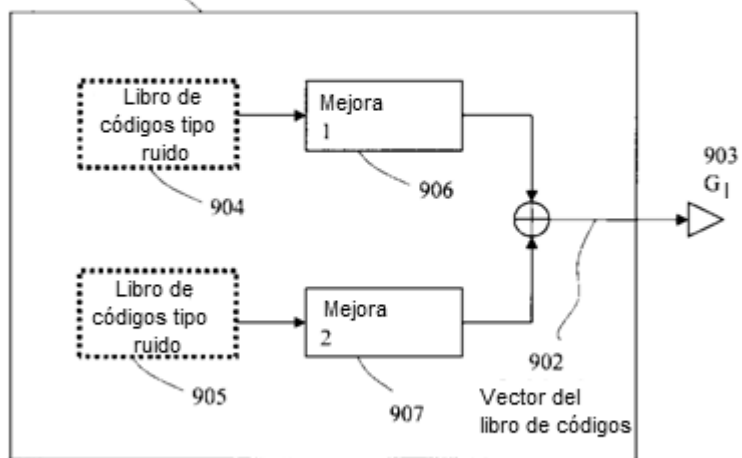 Libro de
códigos tipo
ruido
904
Mejora
1
906
903
G1
Libro de
códigos tipo
ruido
905
Mejora
2
907
902
Vector del
libro de códigos